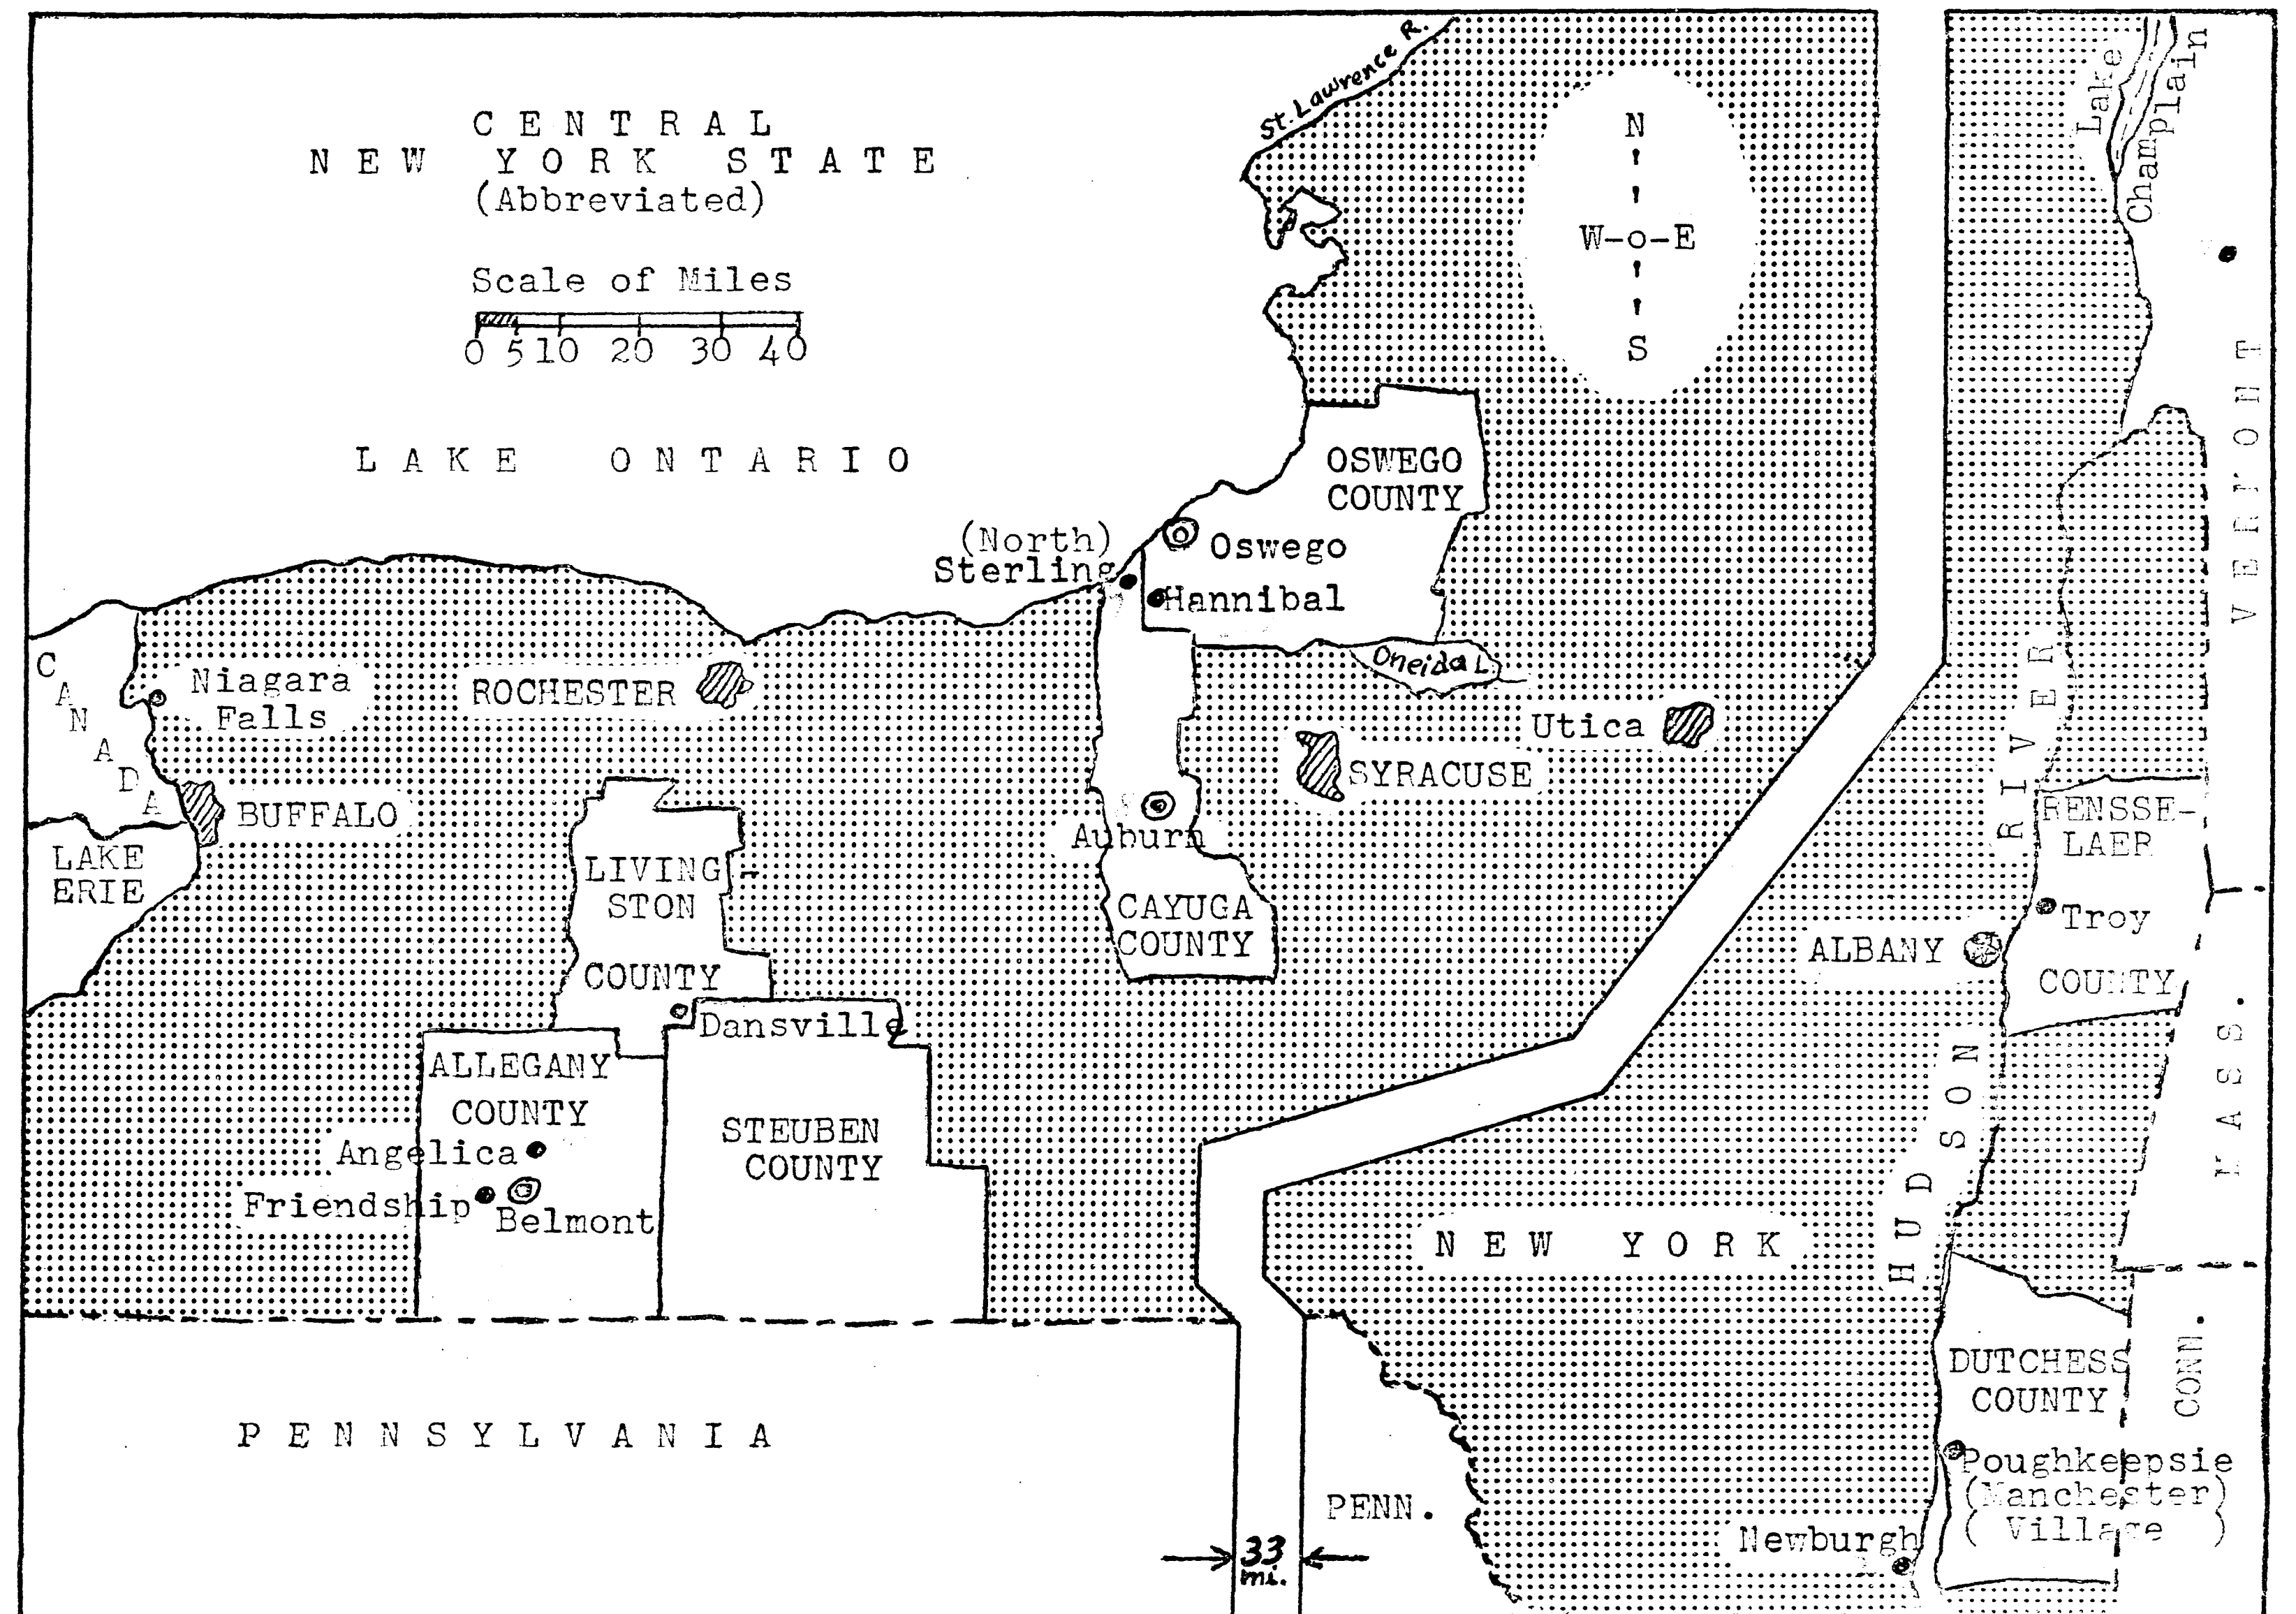 CENTRAL
NEW YORK STATE
(Abbreviated)
Scale of Miles
0 5 10 20 30 40
LAKE ONTARIO
St. Lawrence R.
N
W-o-E
S
Lake
Champlain
VERMONT
OSWEGO
COUNTY
Oswego
(North)
Sterling
Hannibal
Oneida L
CANADA
Niagara
Falls
ROCHESTER
Utica
SYRACUSE
BUFFALO
LAKE
ERIE
Auburn
LIVING-
STON
COUNTY
CAYUGA
COUNTY
RENSSE-
LAER
Troy
COUNTY
ALBANY
HUDSON RIVER
MASS.
Dansville
ALLEGANY
COUNTY
Angelica
Friendship
Belmont
STEUBEN
COUNTY
NEW YORK
DUTCHESS
COUNTY
CONN.
Poughkeepsie
(Manchester)
( Village )
Newburgh
PENNSYLVANIA
PENN.
33
mi.